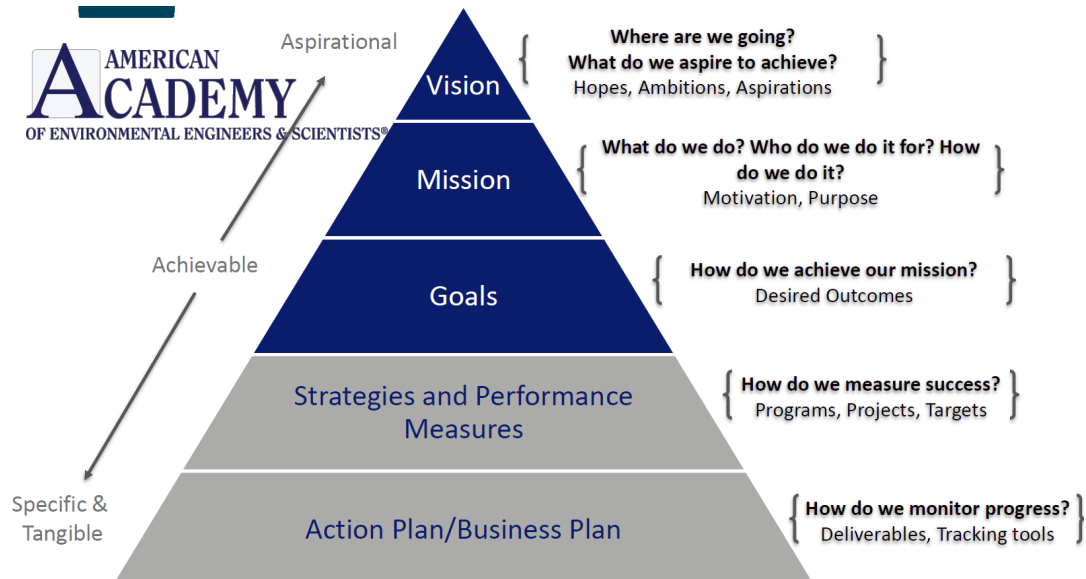 Aspirational
AMERICAN
ACADEMY
OF ENVIRONMENTAL ENGINEERS & SCIENTISTS®
Vision
Where are we going?
What do we aspire to achieve?
Hopes, Ambitions, Aspirations
Mission
What do we do? Who do we do it for? How
do we do it?
Motivation, Purpose
Achievable
Goals
How do we achieve our mission?
Desired Outcomes
Strategies and Performance
Measures
How do we measure success?
Programs, Projects, Targets
Specific &
Tangible
Action Plan/Business Plan
How do we monitor progress?
Deliverables, Tracking tools